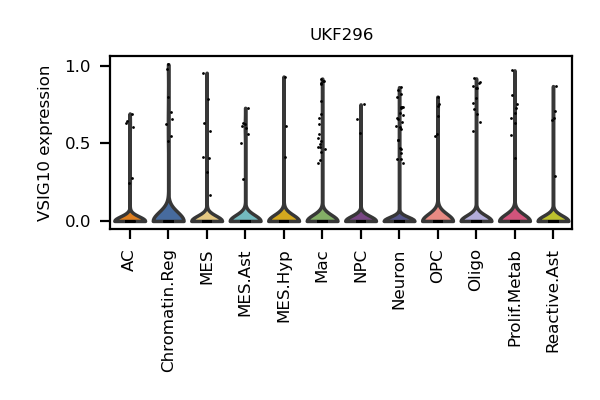 UKF296
VSIG10 expression
1.0
0.5
0.0
AC
Chromatin.Reg
MES
MES.Ast
MES.Hyp
Mac
NPC
Neuron
OPC
Oligo
Prolif.Metab
Reactive.Ast